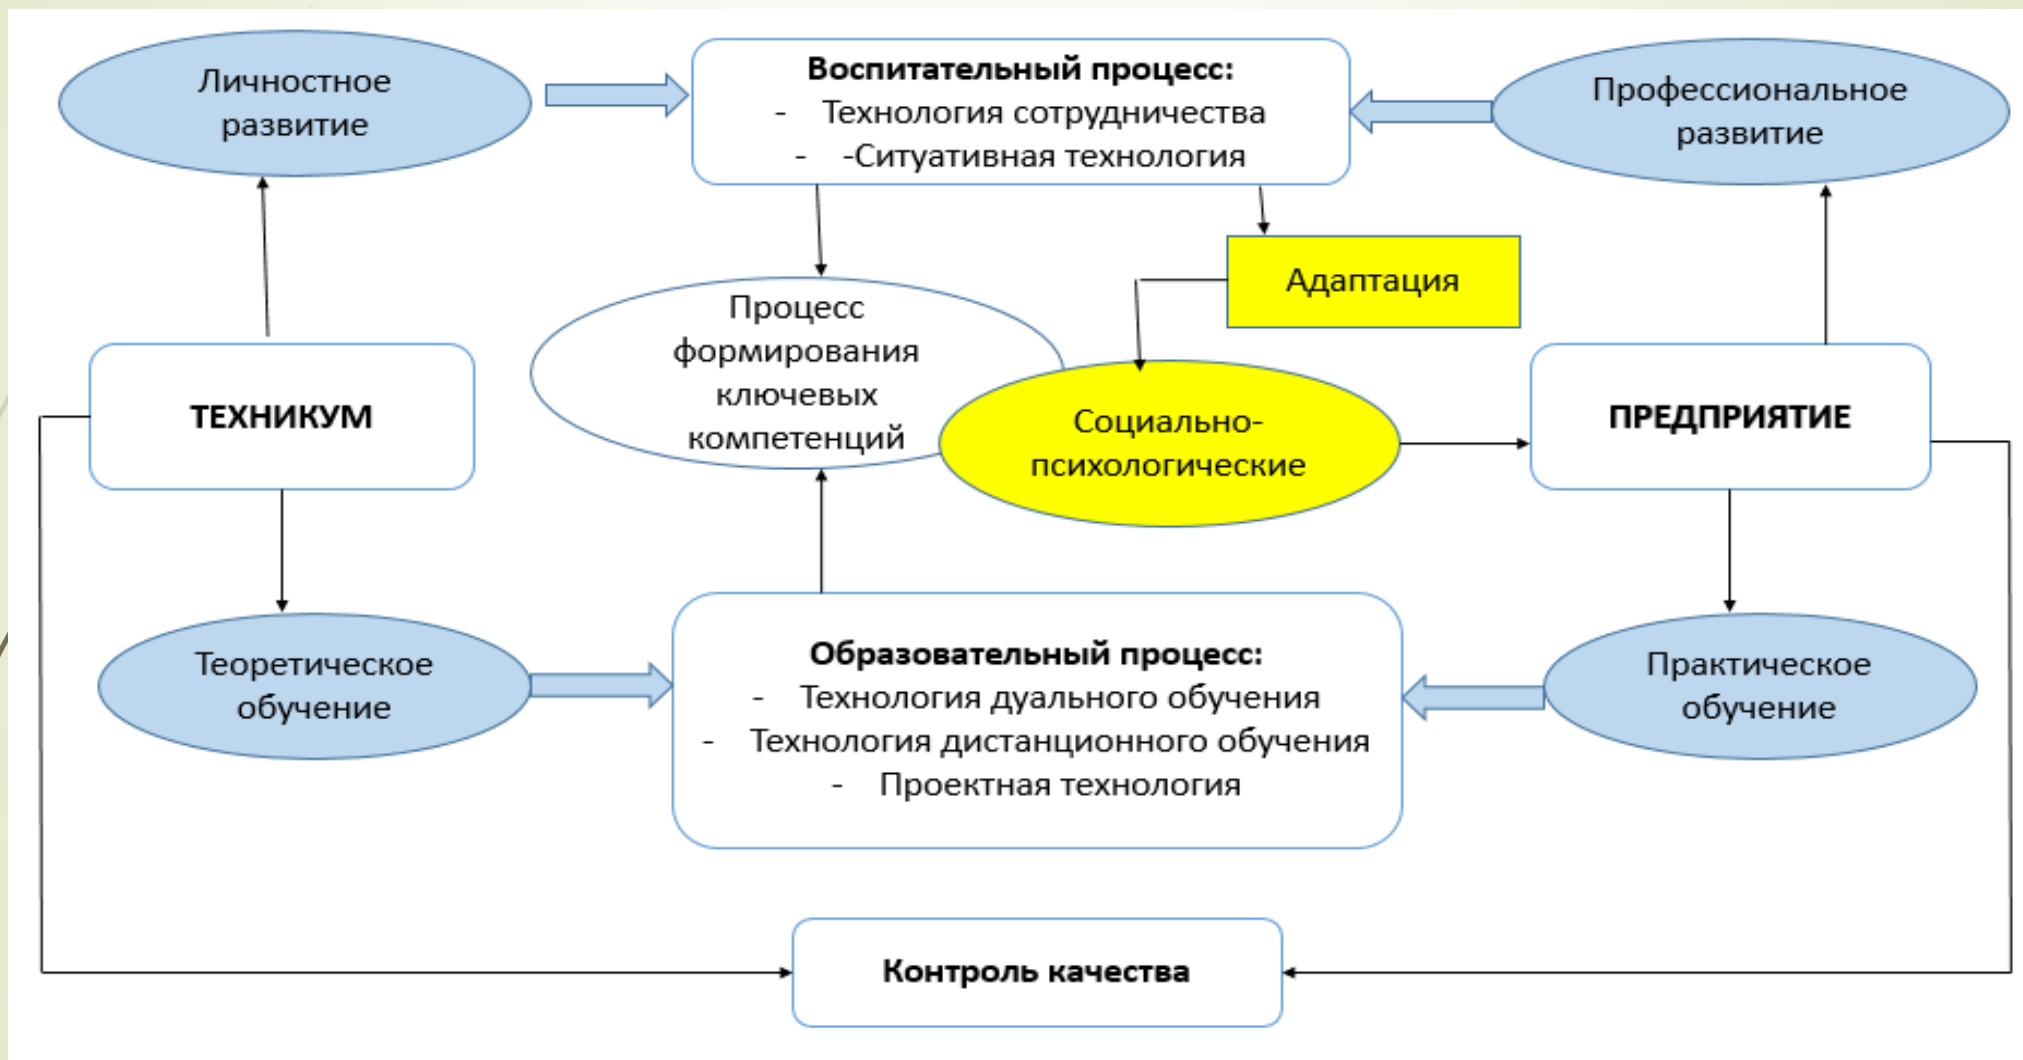 Личностное
развитие
Воспитательный процесс:
- Технология сотрудничества
- -Ситуативная технология
Профессиональное
развитие
Адаптация
Процесс
формирования
ключевых
компетенций
ТЕХНИКУМ
Социально-
психологические
ПРЕДПРИЯТИЕ
Теоретическое
обучение
Образовательный процесс:
- Технология дуального обучения
- Технология дистанционного обучения
- Проектная технология
Практическое
обучение
Контроль качества